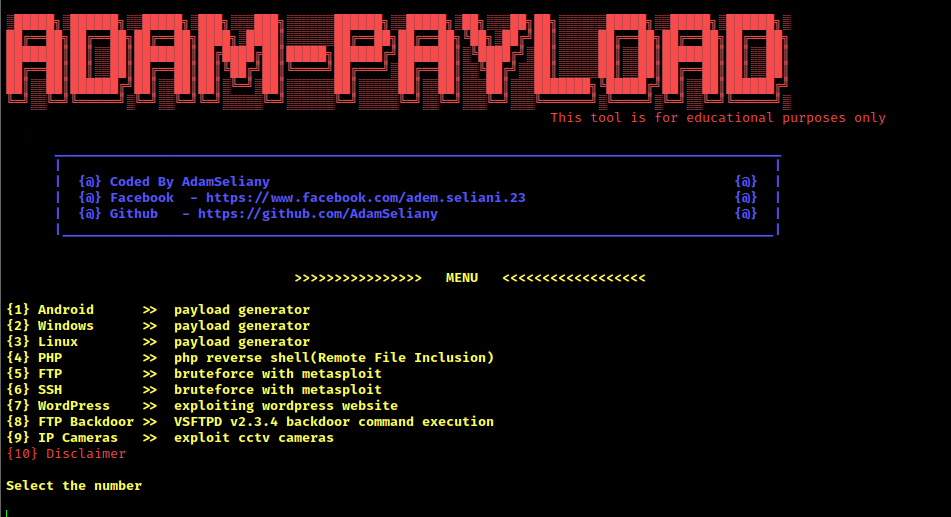 ADAM-PAYLOAD
This tool is for educational purposes only
{@} Coded By AdamSeliany {@}
{@} Facebook - https://www.facebook.com/adem.seliani.23 {@}
{@} Github - https://github.com/AdamSeliany {@}
>>>>>>>>>>>>>>>> MENU <<<<<<<<<<<<<<<<<<
{1} Android >> payload generator
{2} Windows >> payload generator
{3} Linux >> payload generator
{4} PHP >> php reverse shell(Remote File Inclusion)
{5} FTP >> bruteforce with metasploit
{6} SSH >> bruteforce with metasploit
{7} WordPress >> exploiting wordpress website
{8} FTP Backdoor >> VSFTPD v2.3.4 backdoor command execution
{9} IP Cameras >> exploit cctv cameras
{10} Disclaimer
Select the number